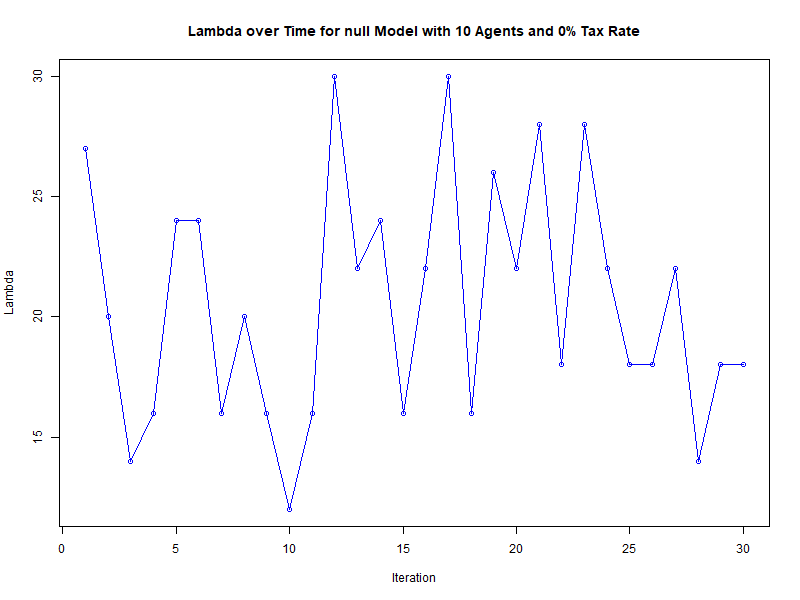 Lambda over Time for null Model with 10 Agents and 0% Tax Rate
30
25
20
15
Lambda
0 5 10 15 20 25 30
Iteration